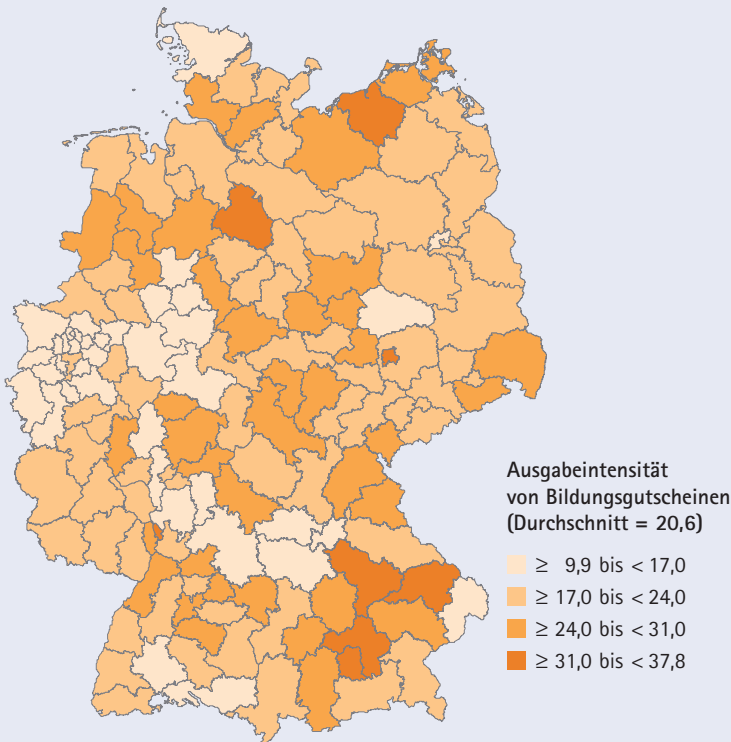 Ausgabeintensität
von Bildungsgutscheinen
(Durchschnitt = 20,6)
≥ 9,9 bis < 17,0
≥ 17,0 bis < 24,0
≥ 24,0 bis < 31,0
≥ 31,0 bis < 37,8